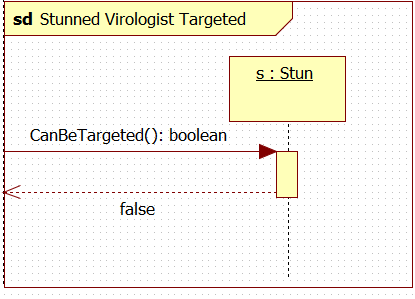 sd Stunned Virologist Targeted
s : Stun
CanBeTargeted(): boolean
false